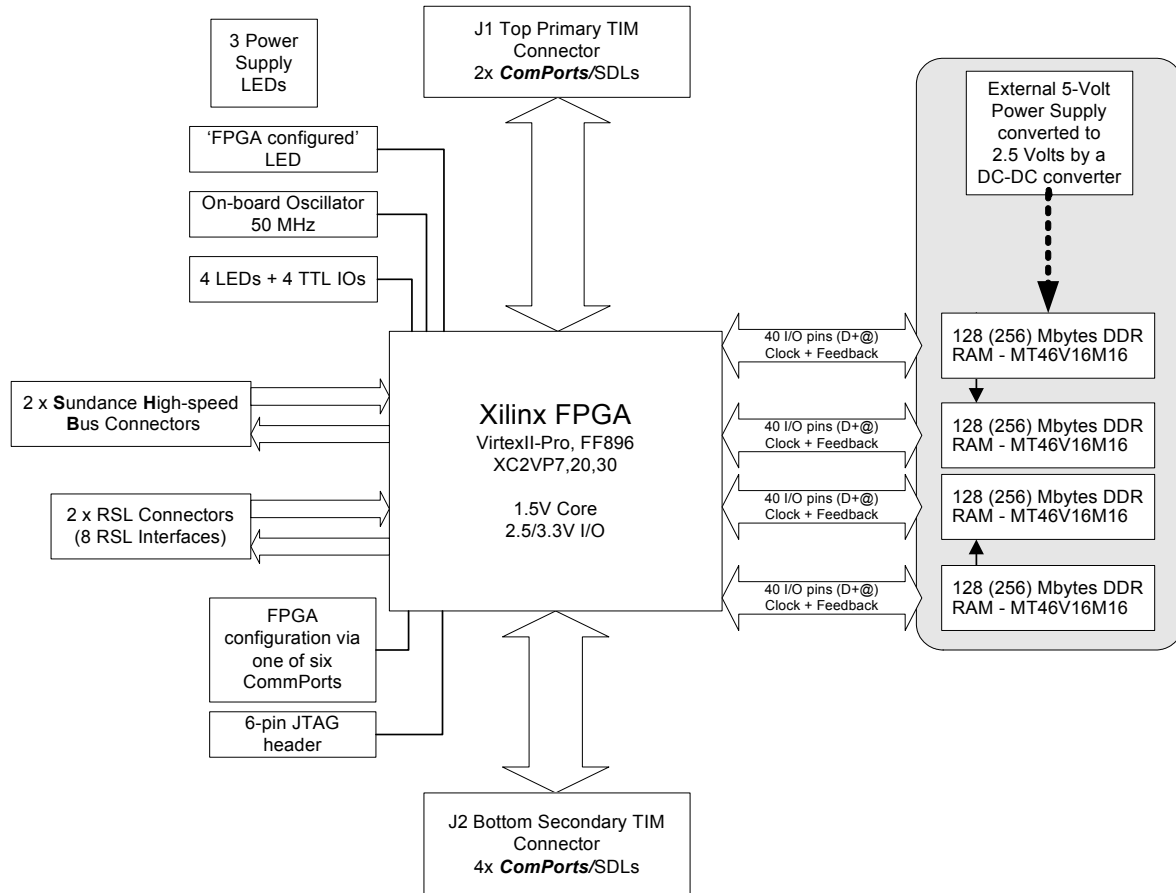 3 Power
Supply
LEDs
J1 Top Primary TIM
Connector
2x ComPorts/SDLs
External 5-Volt
Power Supply
converted to
2.5 Volts by a
DC-DC converter
‘FPGA configured’
LED
On-board Oscillator
50 MHz
4 LEDs + 4 TTL IOs
2 x Sundance High-speed
Bus Connectors
2 x RSL Connectors
(8 RSL Interfaces)
Xilinx FPGA
VirtexII-Pro, FF896
XC2VP7,20,30
1.5V Core
2.5/3.3V I/O
40 I/O pins (D+@)
Clock + Feedback
128 (256) Mbytes DDR
RAM - MT46V16M16
40 I/O pins (D+@)
Clock + Feedback
128 (256) Mbytes DDR
RAM - MT46V16M16
40 I/O pins (D+@)
Clock + Feedback
128 (256) Mbytes DDR
RAM - MT46V16M16
40 I/O pins (D+@)
Clock + Feedback
128 (256) Mbytes DDR
RAM - MT46V16M16
FPGA
configuration via
one of six
CommPorts
6-pin JTAG
header
J2 Bottom Secondary TIM
Connector
4x ComPorts/SDLs